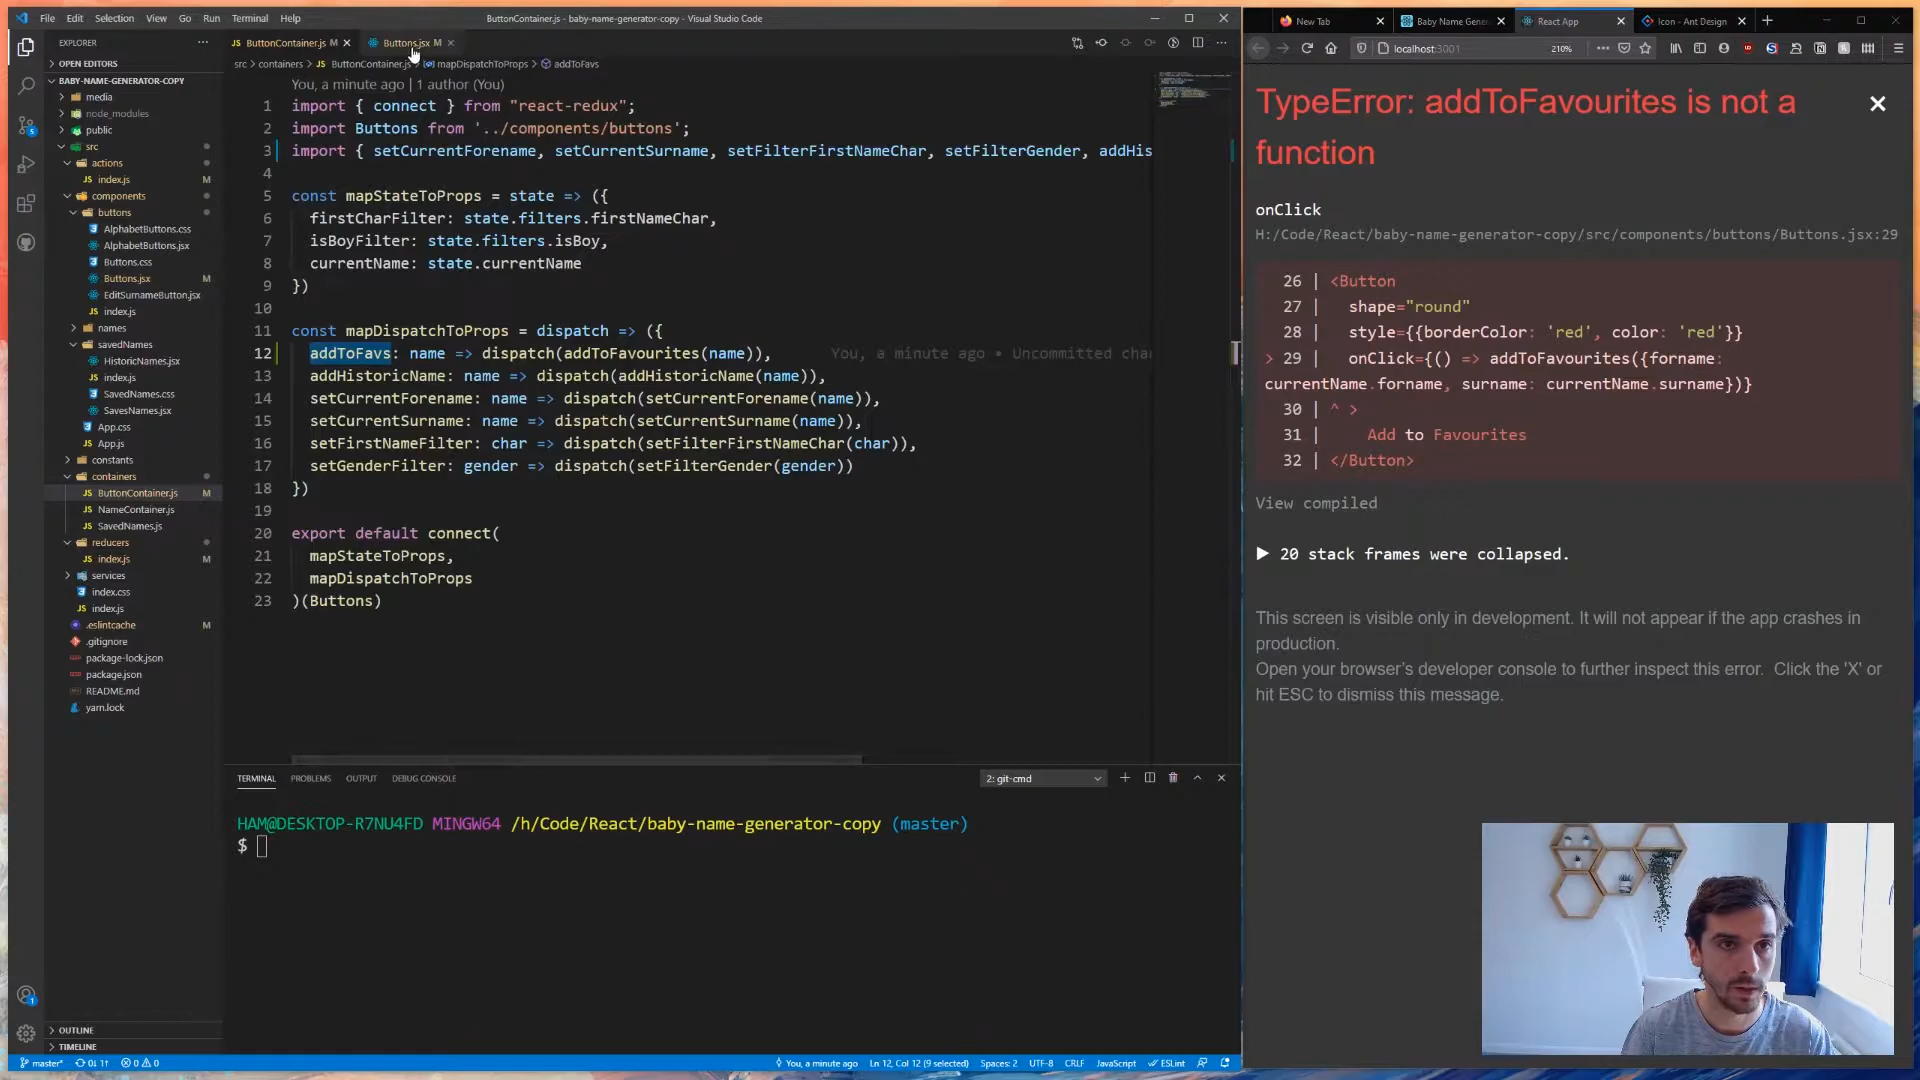 File Edit Selection View Go Run Terminal Help
ButtonContainer.js - baby-name-generator-copy - Visual Studio Code
EXPLORER
OPEN EDITORS
BABY-NAME-GENERATOR-COPY
media
node_modules
public
src
actions
index.js M
components
buttons
AlphabetButtons.css
AlphabetButtons.jsx
Buttons.css
Buttons.jsx M
EditSurnameButton.jsx
index.js
names
savedNames
HistoricNames.jsx
index.js
SavedNames.css
SavesNames.jsx
App.css
App.js
constants
containers
ButtonContainer.js M
NameContainer.js
SavedNames.js
reducers
index.js M
services
index.css
index.js
.eslintcache M
.gitignore
package-lock.json
package.json
README.md
yarn.lock
OUTLINE
TIMELINE
ButtonContainer.js M
Buttons.jsx M
src > containers > JS ButtonContainer.js > mapDispatchToProps > addToFavs
You, a minute ago | 1 author (You)
1 import { connect } from "react-redux";
2 import Buttons from '../components/buttons';
3 import { setCurrentForename, setCurrentSurname, setFilterFirstNameChar, setFilterGender, addHis
4
5 const mapStateToProps = state => ({
6 firstCharFilter: state.filters.firstNameChar,
7 isBoyFilter: state.filters.isBoy,
8 currentName: state.currentName
9 })
10
11 const mapDispatchToProps = dispatch => ({
12 addToFavs: name => dispatch(addToFavourites(name)), You, a minute ago • Uncommitted cha
13 addHistoricName: name => dispatch(addHistoricName(name)),
14 setCurrentForename: name => dispatch(setCurrentForename(name)),
15 setCurrentSurname: name => dispatch(setCurrentSurname(name)),
16 setFirstNameFilter: char => dispatch(setFilterFirstNameChar(char)),
17 setGenderFilter: gender => dispatch(setFilterGender(gender))
18 })
19
20 export default connect(
21 mapStateToProps,
22 mapDispatchToProps
23 )(Buttons)
TERMINAL PROBLEMS OUTPUT DEBUG CONSOLE
2: git-cmd
HAM@DESKTOP-R7NU4FD MINGW64 /h/Code/React/baby-name-generator-copy (master)
$
master* 0↓ 1↑ 0 0
You, a minute ago Ln 12, Col 12 (9 selected) Spaces: 2 UTF-8 CRLF JavaScript ESLint
New Tab
Baby Name Gene
React App
Icon - Ant Design
localhost:3001 210%
TypeError: addToFavourites is not a
function
onClick
H:/Code/React/baby-name-generator-copy/src/components/buttons/Buttons.jsx:29
26 | <Button
27 | shape="round"
28 | style={{borderColor: 'red', color: 'red'}}
> 29 | onClick={() => addToFavourites({forname:
currentName.forname, surname: currentName.surname})}
30 | ^ >
31 | Add to Favourites
32 | </Button>
View compiled
▶ 20 stack frames were collapsed.
This screen is visible only in development. It will not appear if the app crashes in
production.
Open your browser’s developer console to further inspect this error. Click the 'X' or
hit ESC to dismiss this message.